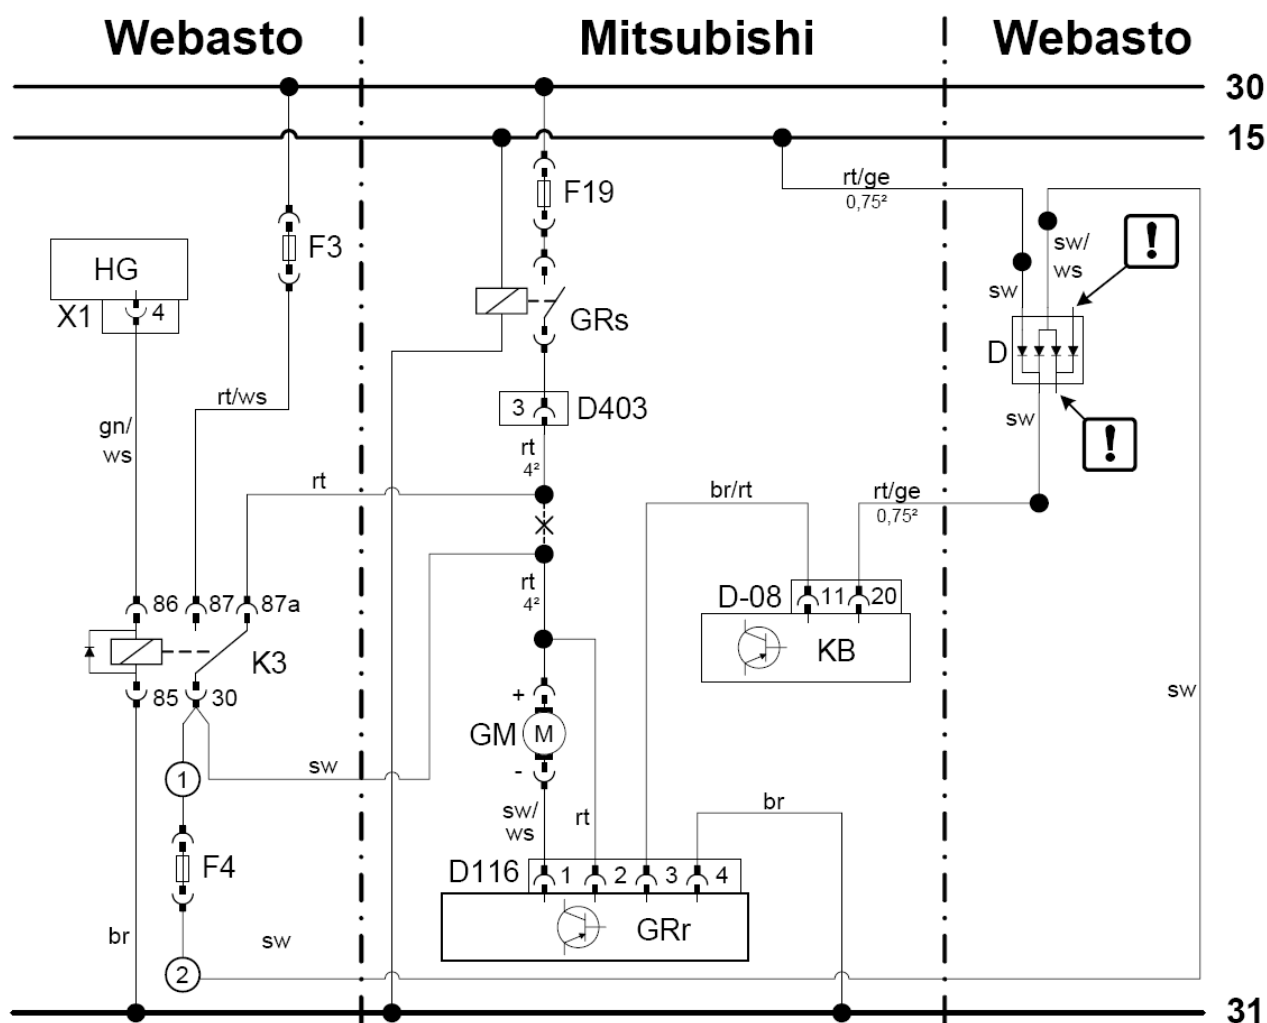 Webasto Mitsubishi Webasto
30
15
rt/ge
0,75²
F19
F3
sw/
ws
!
HG
X1 4
sw
GRs
D
rt/ws
3 D403
gn/
ws
sw
rt
4²
!
rt
br/rt
rt/ge
0,75²
rt
4²
86 87 87a
D-08 11 20
KB
K3
85 30
sw
+
GM M
-
1
sw
sw/
ws
rt
br
F4
D116 1 2 3 4
GRr
br
sw
2
31